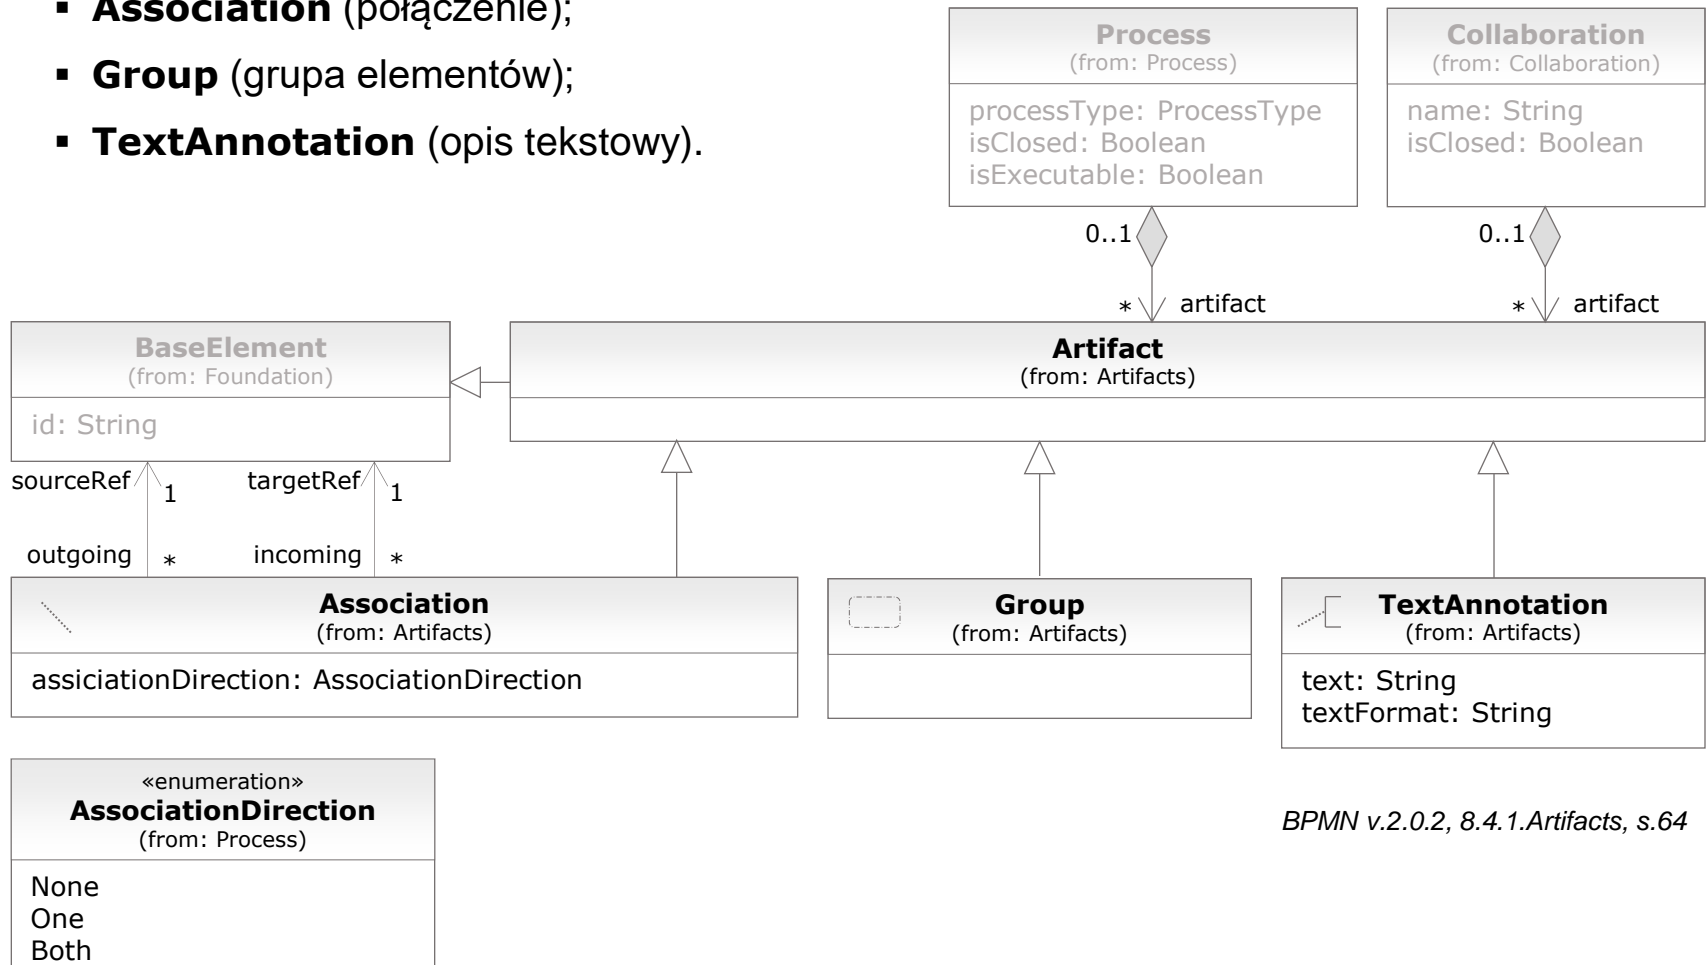 ▪ Association (połączenie);
▪ Group (grupa elementów);
▪ TextAnnotation (opis tekstowy).
Process
(from: Process)
processType: ProcessType
isClosed: Boolean
isExecutable: Boolean
Collaboration
(from: Collaboration)
name: String
isClosed: Boolean
0..1
* artifact
0..1
* artifact
BaseElement
(from: Foundation)
id: String
Artifact
(from: Artifacts)
sourceRef 1
targetRef 1
outgoing *
incoming *
Association
(from: Artifacts)
assiciationDirection: AssociationDirection
Group
(from: Artifacts)
TextAnnotation
(from: Artifacts)
text: String
textFormat: String
«enumeration»
AssociationDirection
(from: Process)
None
One
Both
BPMN v.2.0.2, 8.4.1.Artifacts, s.64